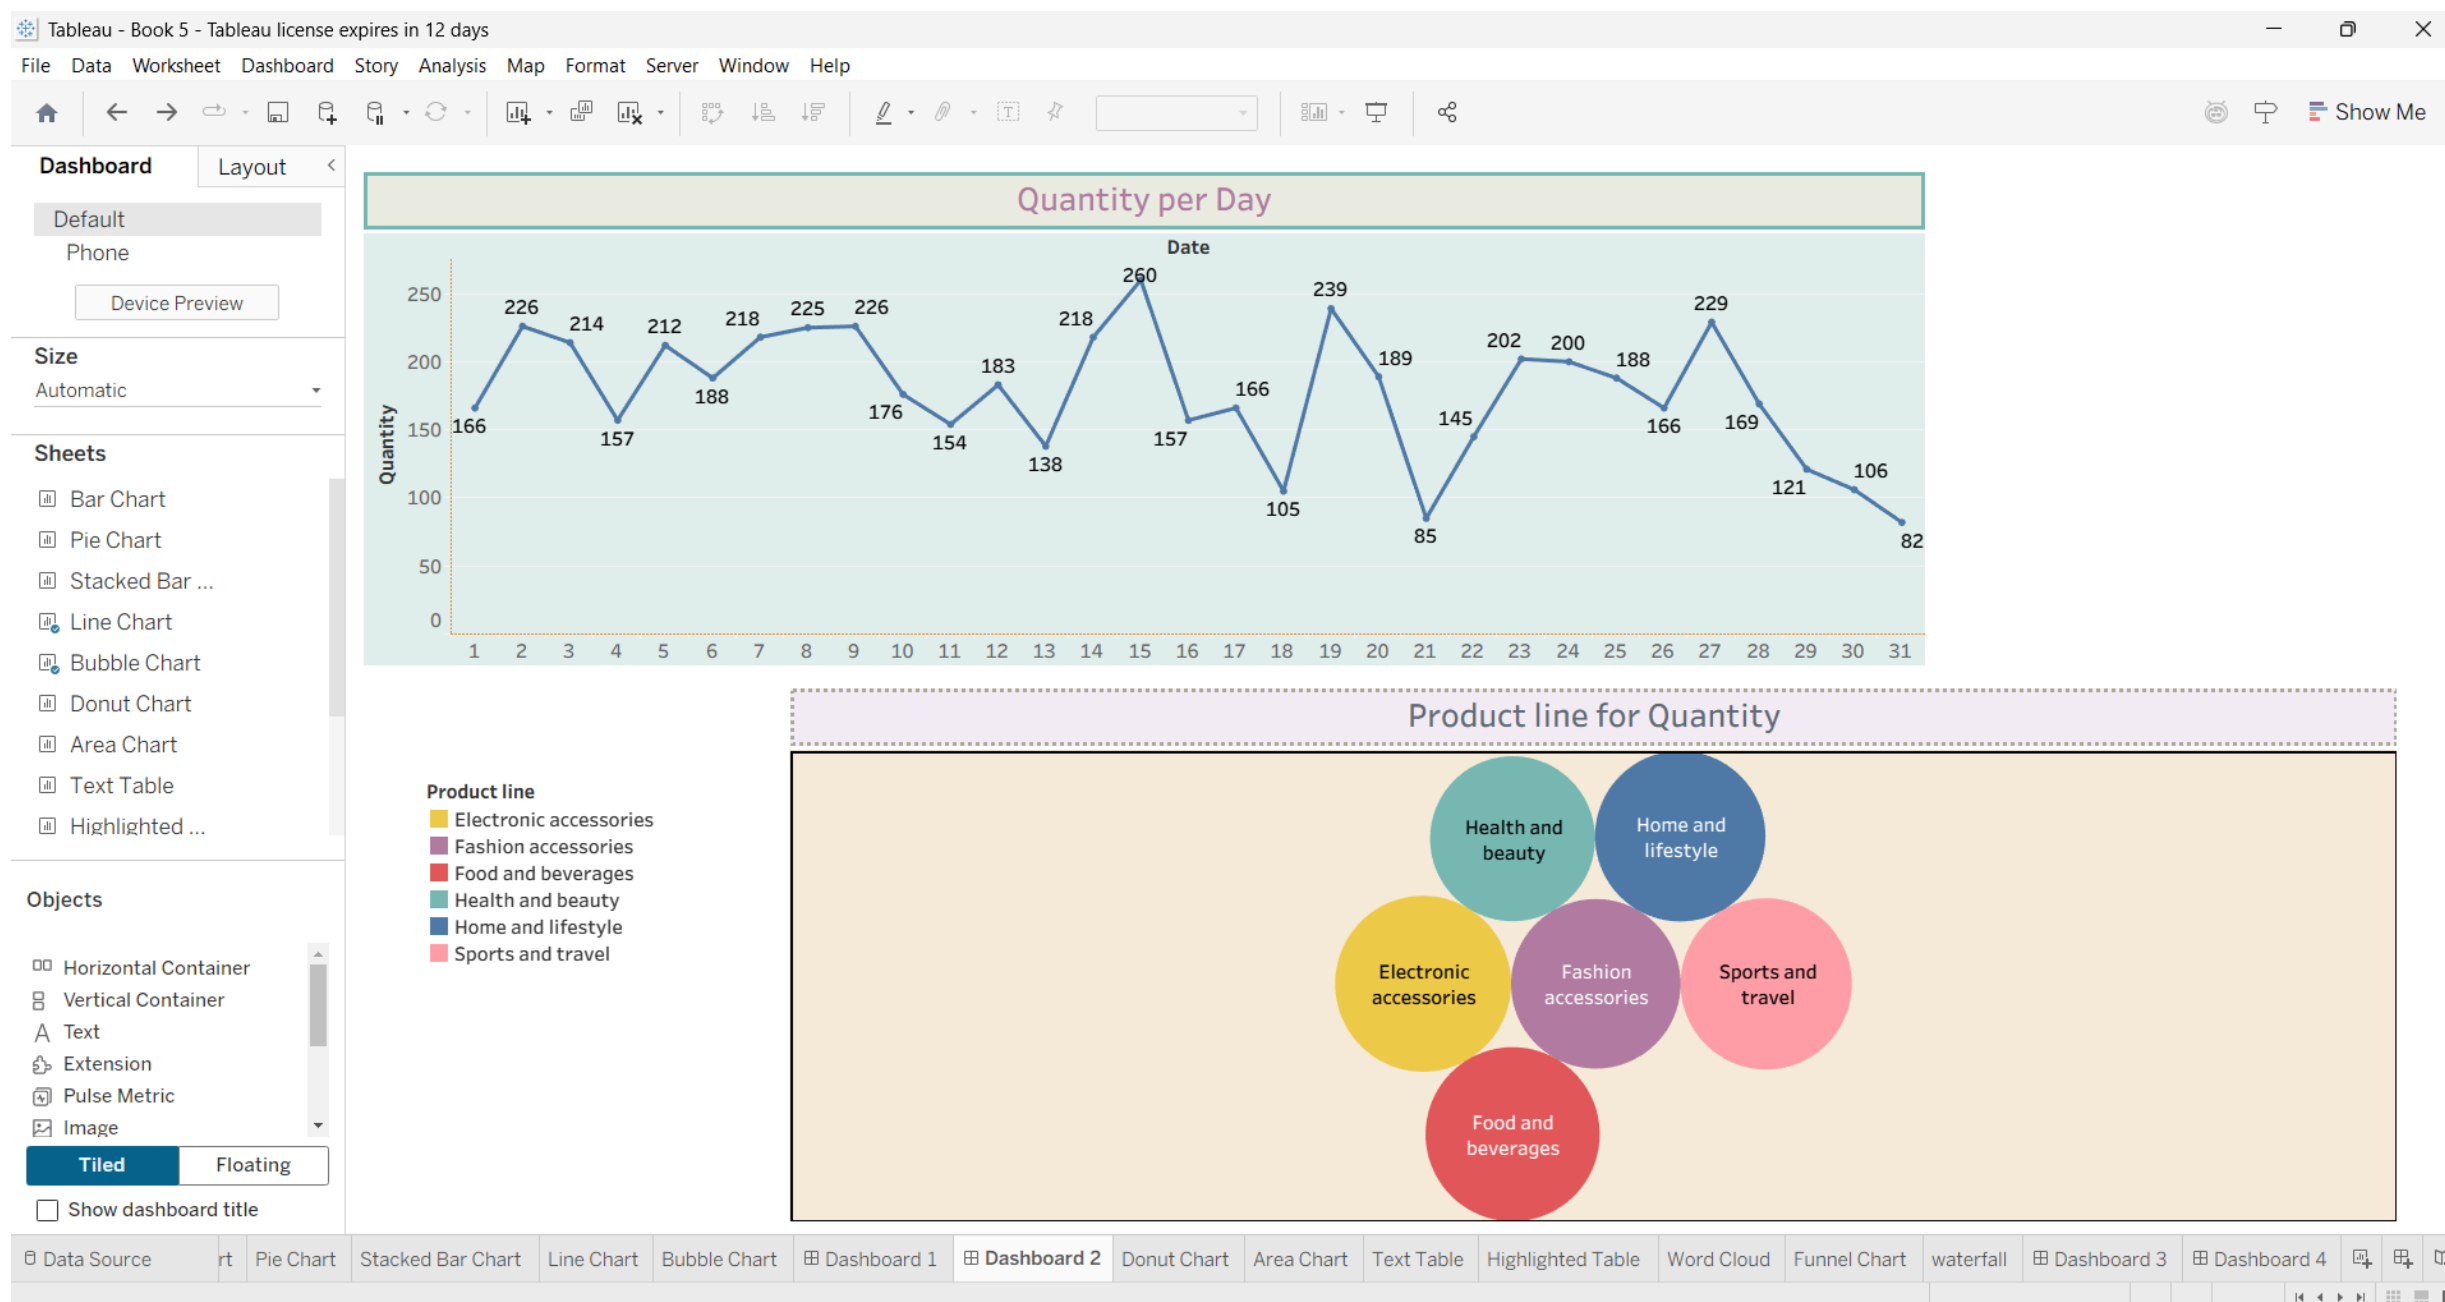 Tableau - Book 5 - Tableau license expires in 12 days
File Data Worksheet Dashboard Story Analysis Map Format Server Window Help
Show Me
Dashboard Layout
Default
Phone
Device Preview
Size
Automatic
Sheets
Bar Chart
Pie Chart
Stacked Bar ...
Line Chart
Bubble Chart
Donut Chart
Area Chart
Text Table
Highlighted ...
Objects
Horizontal Container
Vertical Container
Text
Extension
Pulse Metric
Image
Tiled Floating
Show dashboard title
Quantity per Day
Date
Quantity
250
200
150
100
50
0
166 226 214 157 212 188 218 225 226 176 154 183 138 218 260 157 166 105 239 189 85 145 202 200 188 166 229 169 121 106 82
1 2 3 4 5 6 7 8 9 10 11 12 13 14 15 16 17 18 19 20 21 22 23 24 25 26 27 28 29 30 31
Product line for Quantity
Product line
Electronic accessories
Fashion accessories
Food and beverages
Health and beauty
Home and lifestyle
Sports and travel
Health and
beauty
Home and
lifestyle
Electronic
accessories
Fashion
accessories
Sports and
travel
Food and
beverages
Data Source rt Pie Chart Stacked Bar Chart Line Chart Bubble Chart Dashboard 1 Dashboard 2 Donut Chart Area Chart Text Table Highlighted Table Word Cloud Funnel Chart waterfall Dashboard 3 Dashboard 4